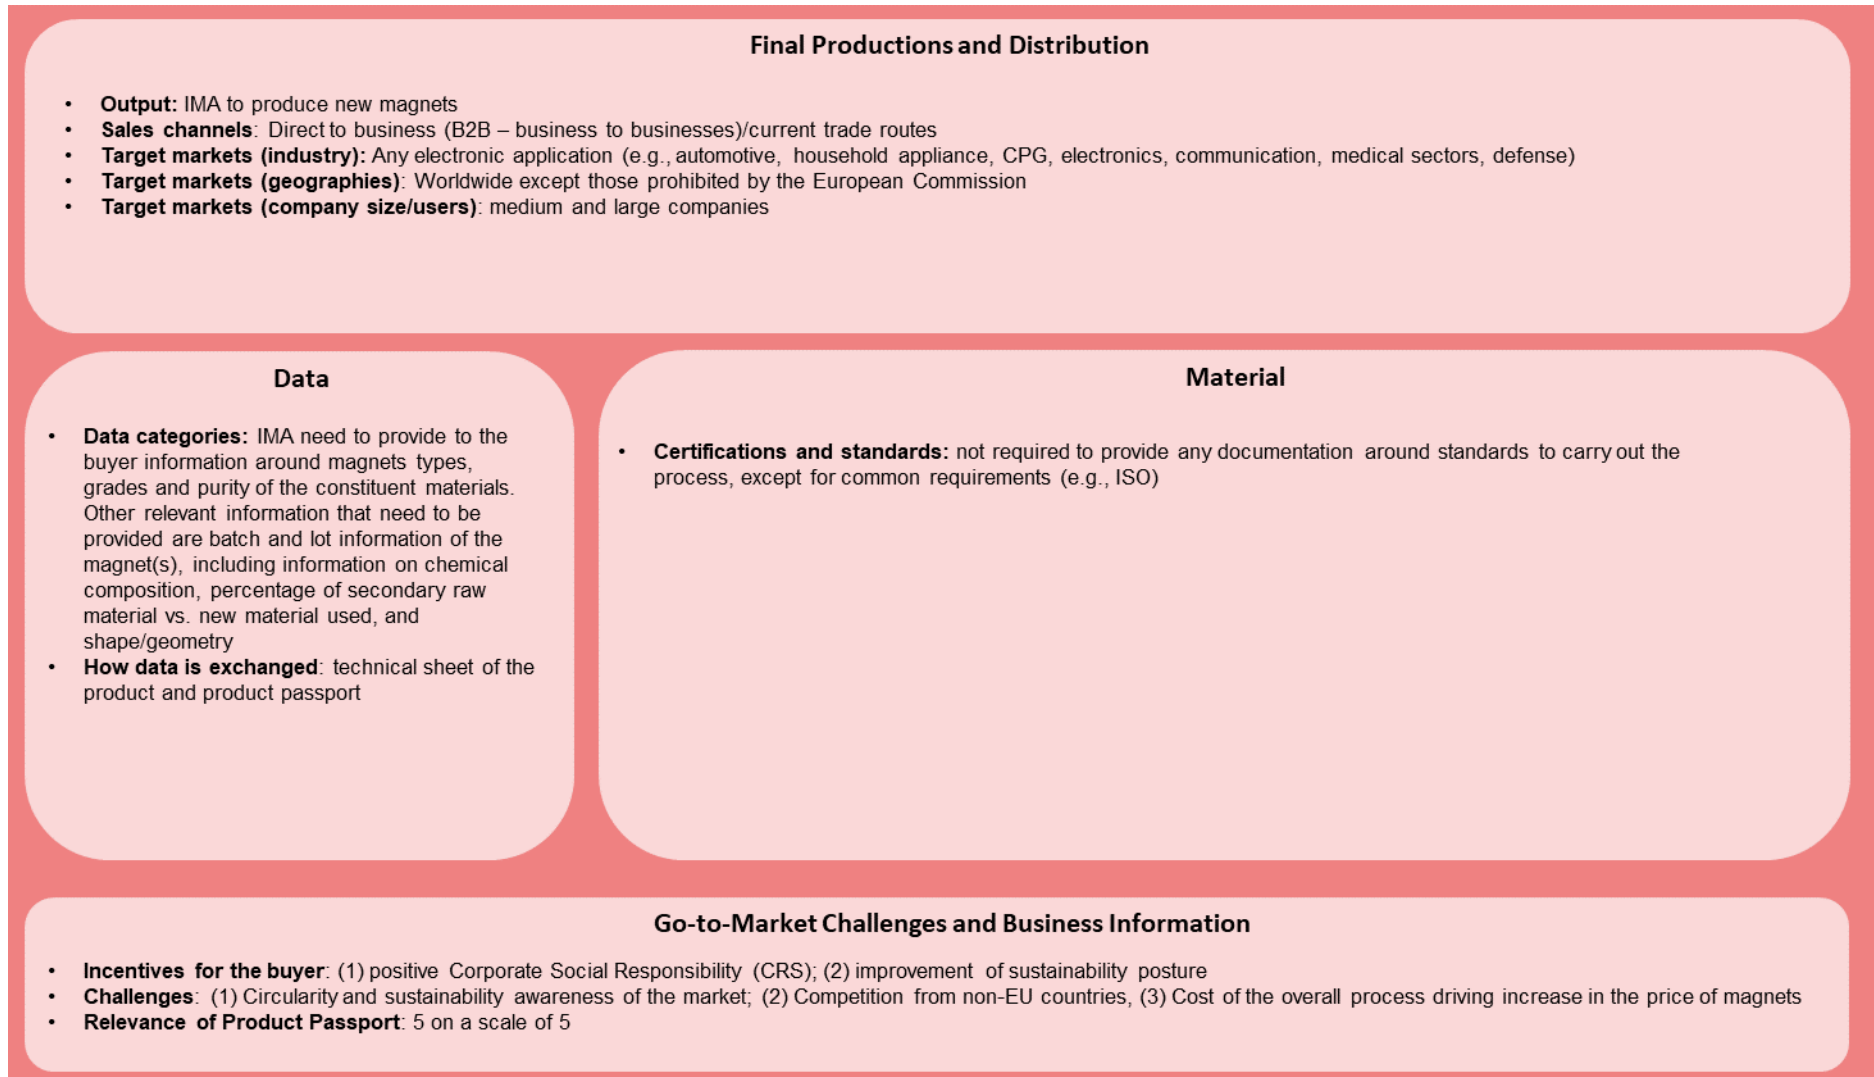 Final Productions and Distribution
• Output: IMA to produce new magnets
• Sales channels: Direct to business (B2B – business to businesses)/current trade routes
• Target markets (industry): Any electronic application (e.g., automotive, household appliance, CPG, electronics, communication, medical sectors, defense)
• Target markets (geographies): Worldwide except those prohibited by the European Commission
• Target markets (company size/users): medium and large companies
Data
• Data categories: IMA need to provide to the
buyer information around magnets types,
grades and purity of the constituent materials.
Other relevant information that need to be
provided are batch and lot information of the
magnet(s), including information on chemical
composition, percentage of secondary raw
material vs. new material used, and
shape/geometry
• How data is exchanged: technical sheet of the
product and product passport
Material
• Certifications and standards: not required to provide any documentation around standards to carry out the
process, except for common requirements (e.g., ISO)
Go-to-Market Challenges and Business Information
• Incentives for the buyer: (1) positive Corporate Social Responsibility (CRS); (2) improvement of sustainability posture
• Challenges: (1) Circularity and sustainability awareness of the market; (2) Competition from non-EU countries, (3) Cost of the overall process driving increase in the price of magnets
• Relevance of Product Passport: 5 on a scale of 5